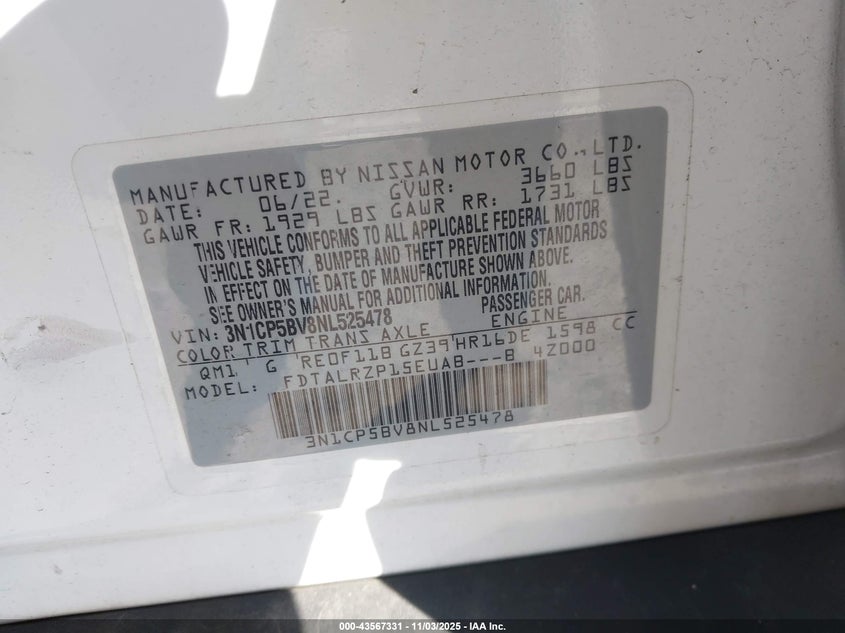 MANUFACTURED BY NISSAN MOTOR CO., LTD.
DATE: 06/22. GVWR: 3660 LBS
GAWR FR: 1929 LBS GAWR RR: 1731 LBS
THIS VEHICLE CONFORMS TO ALL APPLICABLE FEDERAL MOTOR
VEHICLE SAFETY, BUMPER AND THEFT PREVENTION STANDARDS
IN EFFECT ON THE DATE OF MANUFACTURE SHOWN ABOVE.
SEE OWNER'S MANUAL FOR ADDITIONAL INFORMATION.
VIN: 3N1CP5BV8NL525478 PASSENGER CAR.
COLOR TRIM TRANS AXLE ENGINE
QM1 G RE0F11B GZ39 HR16DE 1598 CC
MODEL: FDTALRZP15EUAB---B 4Z000
3N1CP5BV8NL525478
000-43567331 - 11/03/2025 - IAA Inc.